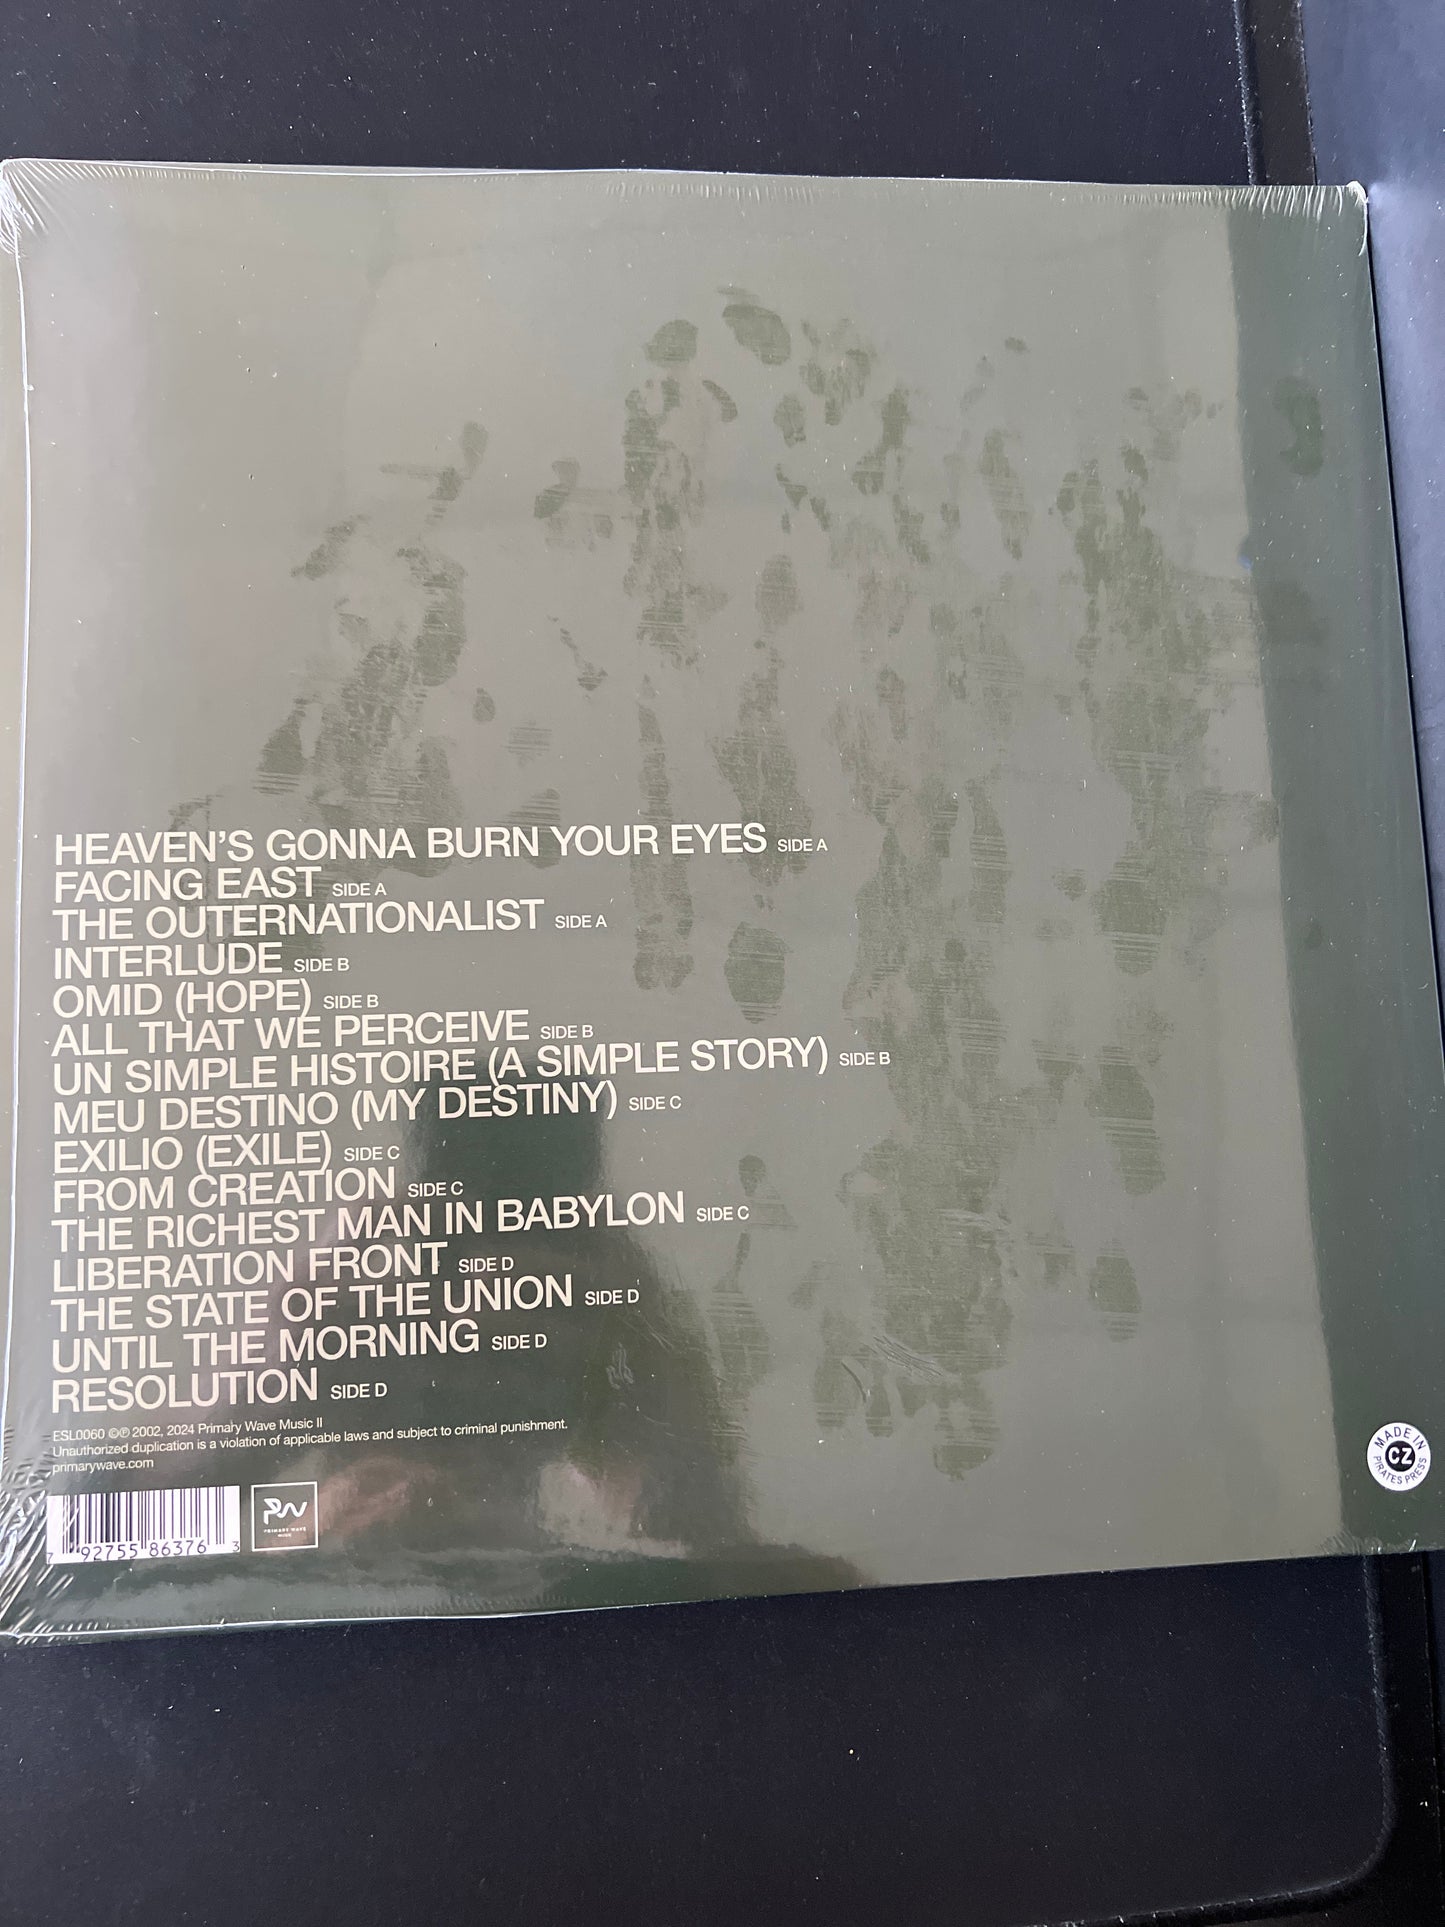 HEAVEN'S GONNA BURN YOUR EYES SIDE A
FACING EAST SIDE A
THE OUTERNATIONALIST SIDE A
INTERLUDE SIDE B
OMID (HOPE) SIDE B
ALL THAT WE PERCEIVE SIDE B
UN SIMPLE HISTOIRE (A SIMPLE STORY) SIDE B
MEU DESTINO (MY DESTINY) SIDE C
EXILIO (EXILE) SIDE C
FROM CREATION SIDE C
THE RICHEST MAN IN BABYLON SIDE C
LIBERATION FRONT SIDE D
THE STATE OF THE UNION SIDE D
UNTIL THE MORNING SIDE D
RESOLUTION SIDE D
ESL0060 ©℗ 2002, 2024 Primary Wave Music II
Unauthorized duplication is a violation of applicable laws and subject to criminal punishment.
primarywave.com
7 92755 86376 3
PW
PRIMARY WAVE
MUSIC
MADE IN
CZ
PIRATES PRESS